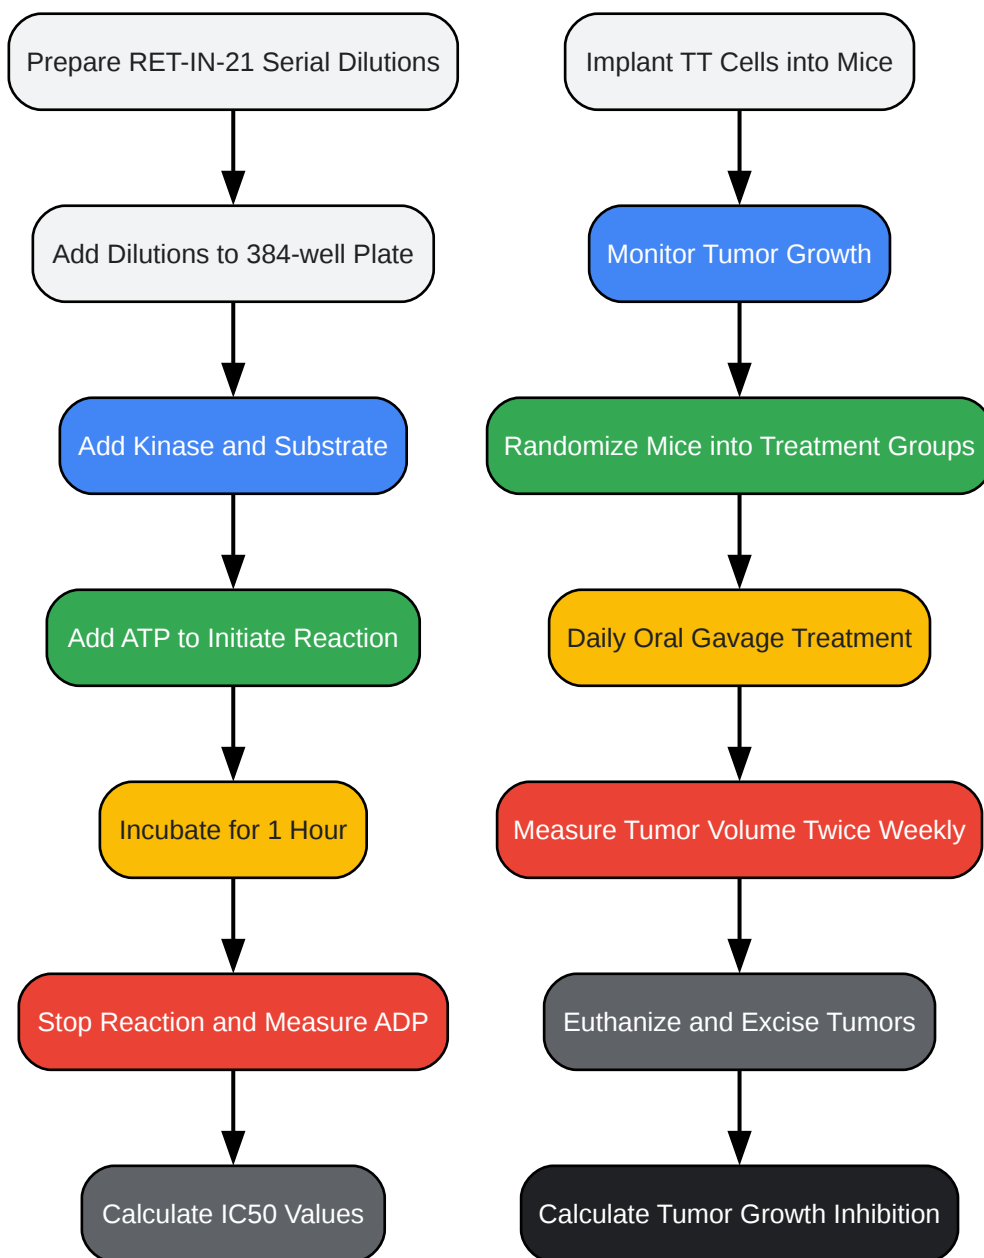 Prepare RET-IN-21 Serial Dilutions
Add Dilutions to 384-well Plate
Add Kinase and Substrate
Add ATP to Initiate Reaction
Incubate for 1 Hour
Stop Reaction and Measure ADP
Calculate IC50 Values
Implant TT Cells into Mice
Monitor Tumor Growth
Randomize Mice into Treatment Groups
Daily Oral Gavage Treatment
Measure Tumor Volume Twice Weekly
Euthanize and Excise Tumors
Calculate Tumor Growth Inhibition